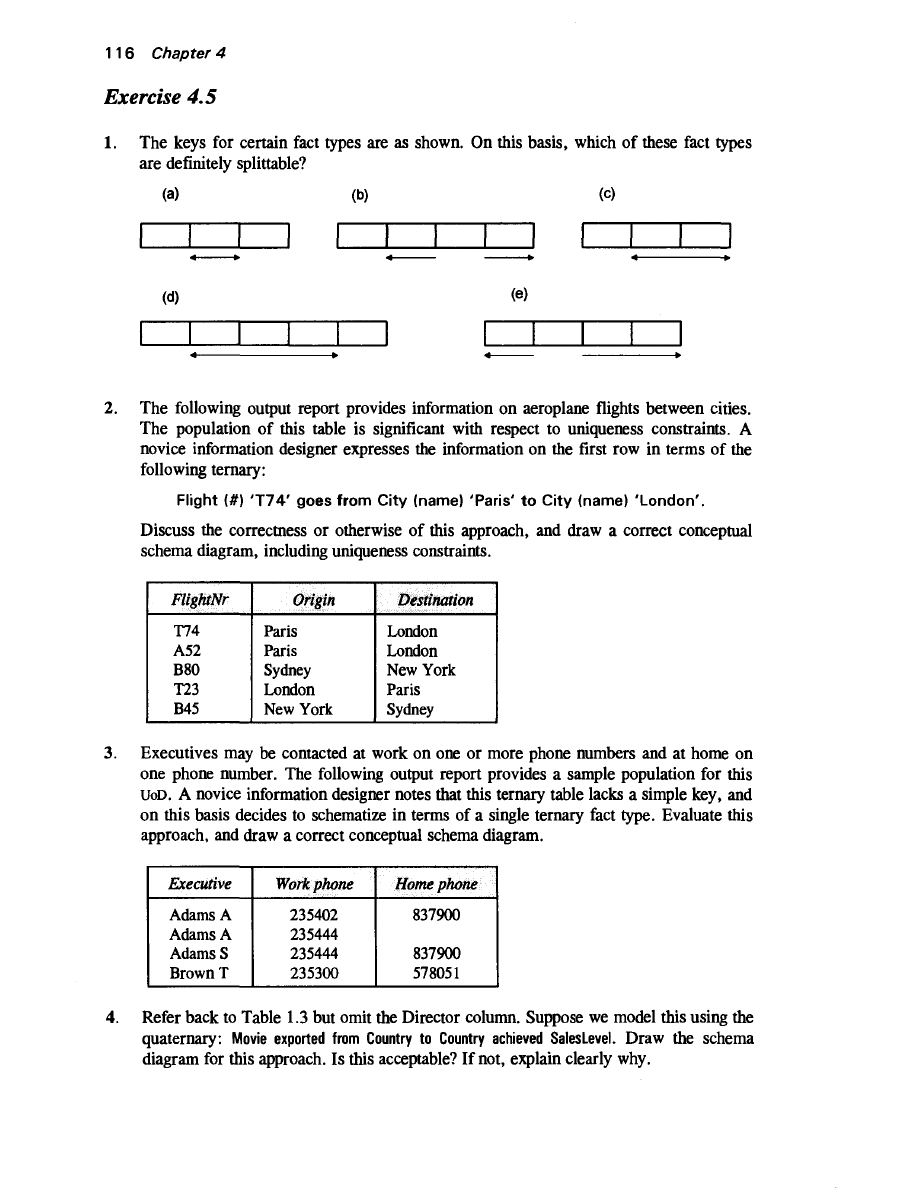 116 Chapter 4
Exercise 4.5
1. The keys for certain fact types are as shown. On this basis, which of these fact types
are definitely splittable?
(a) (b) (c)
(d) (e)
2. The following output report provides information on aeroplane flights between cities.
The population of this table is significant with respect to uniqueness constraints. A
novice information designer expresses the information on the first row in terms of the
following ternary:
Flight (#) 'T74' goes from City (name) 'Paris' to City (name) 'London'.
Discuss the correctness or otherwise of this approach, and draw a correct conceptual
schema diagram, including uniqueness constraints.
FlightNr Origin Destination
T74 Paris London
A52 Paris London
B80 Sydney New York
T23 London Paris
B45 New York Sydney
3. Executives may be contacted at work on one or more phone numbers and at home on
one phone number. The following output report provides a sample population for this
UoD. A novice information designer notes that this ternary table lacks a simple key, and
on this basis decides to schematize in terms of a single ternary fact type. Evaluate this
approach, and draw a correct conceptual schema diagram.
Executive Work phone Home phone
Adams A 235402 837900
Adams A 235444
Adams S 235444 837900
Brown T 235300 578051
4. Refer back to Table 1.3 but omit the Director column. Suppose we model this using the
quaternary: Movie exported from Country to Country achieved SalesLevel. Draw the schema
diagram for this approach. Is this acceptable? If not, explain clearly why.